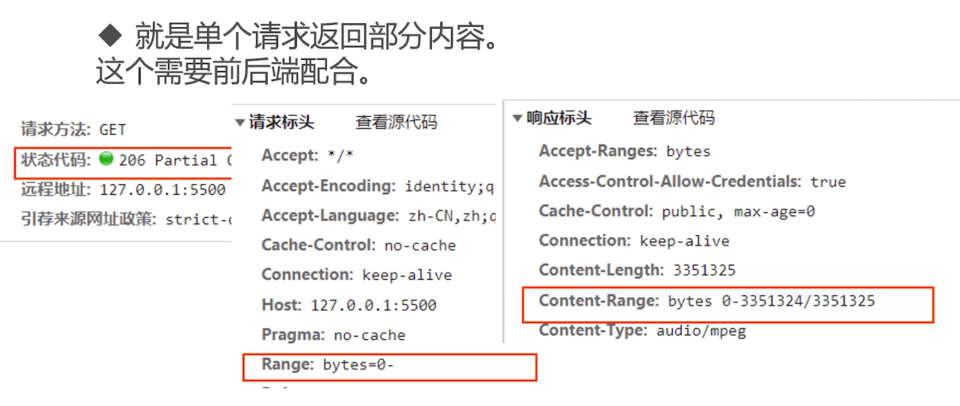 ◆ 就是单个请求返回部分内容。
这个需要前后端配合。
请求方法: GET
状态代码: 206 Partial
远程地址: 127.0.0.1:5500
引荐来源网址政策: strict-
▼请求标头 查看源代码
Accept: */*
Accept-Encoding: identity;q
Accept-Language: zh-CN,zh;q
Cache-Control: no-cache
Connection: keep-alive
Host: 127.0.0.1:5500
Pragma: no-cache
Range: bytes=0-
▼响应标头 查看源代码
Accept-Ranges: bytes
Access-Control-Allow-Credentials: true
Cache-Control: public, max-age=0
Connection: keep-alive
Content-Length: 3351325
Content-Range: bytes 0-3351324/3351325
Content-Type: audio/mpeg